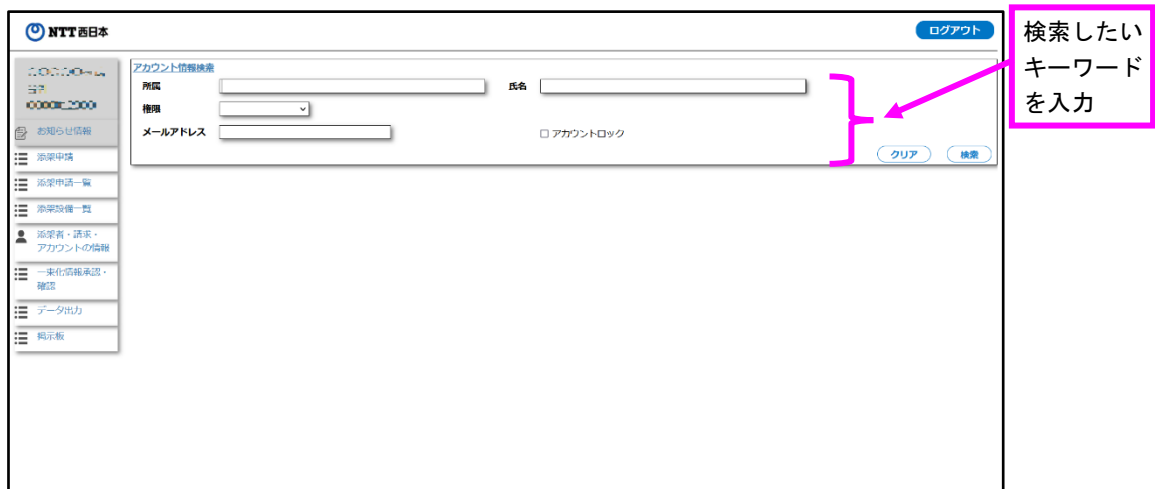 NTT西日本
ログアウト
検索したい
キーワード
を入力
アカウント情報検索
所属
氏名
権限
メールアドレス
アカウントロック
クリア
検索
お知らせ情報
添架申請
添架申請一覧
添架設備一覧
添架者・請求・
アカウントの情報
一束化情報承認・
確認
データ出力
掲示板